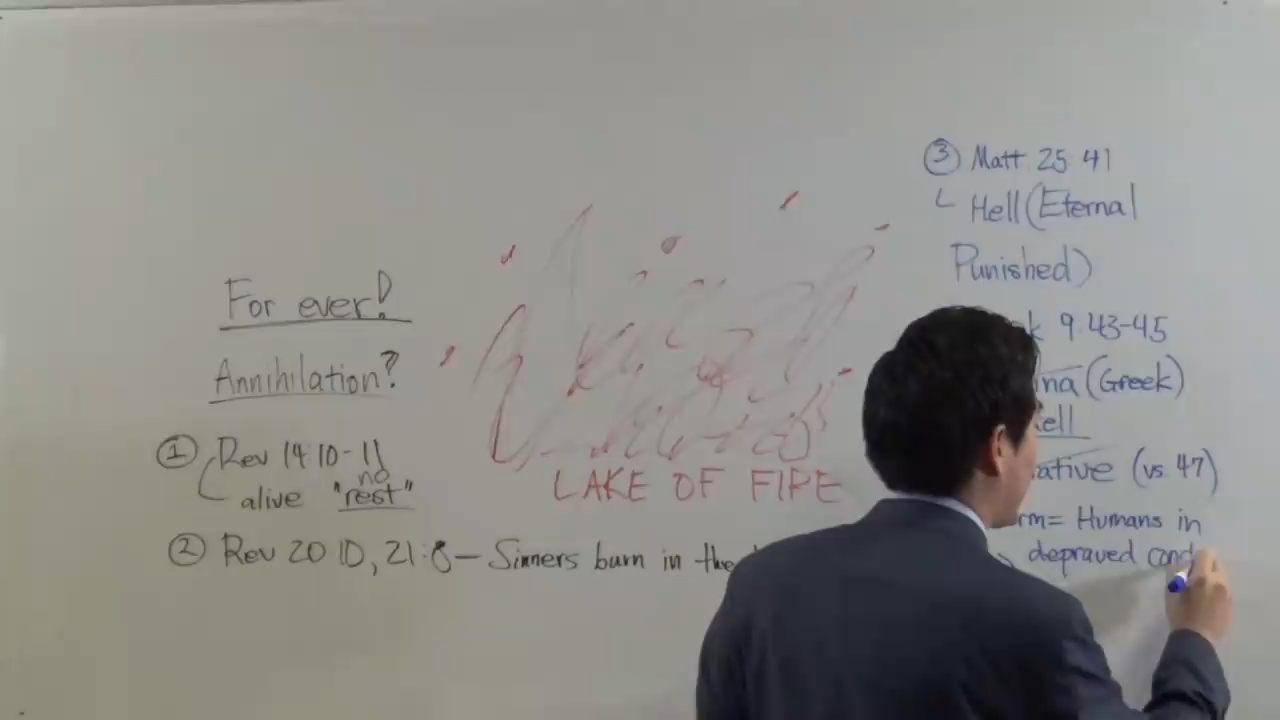 For ever!
Annihilation?
① Rev 14:10-11
alive no "rest"
② Rev 20 10, 21:8 — Sinners burn in the
LAKE OF FIRE
③ Matt 25 41
Hell (Eternal
Punished)
9 43-45
(Greek)
(vs. 47)
= Humans in
depraved cond